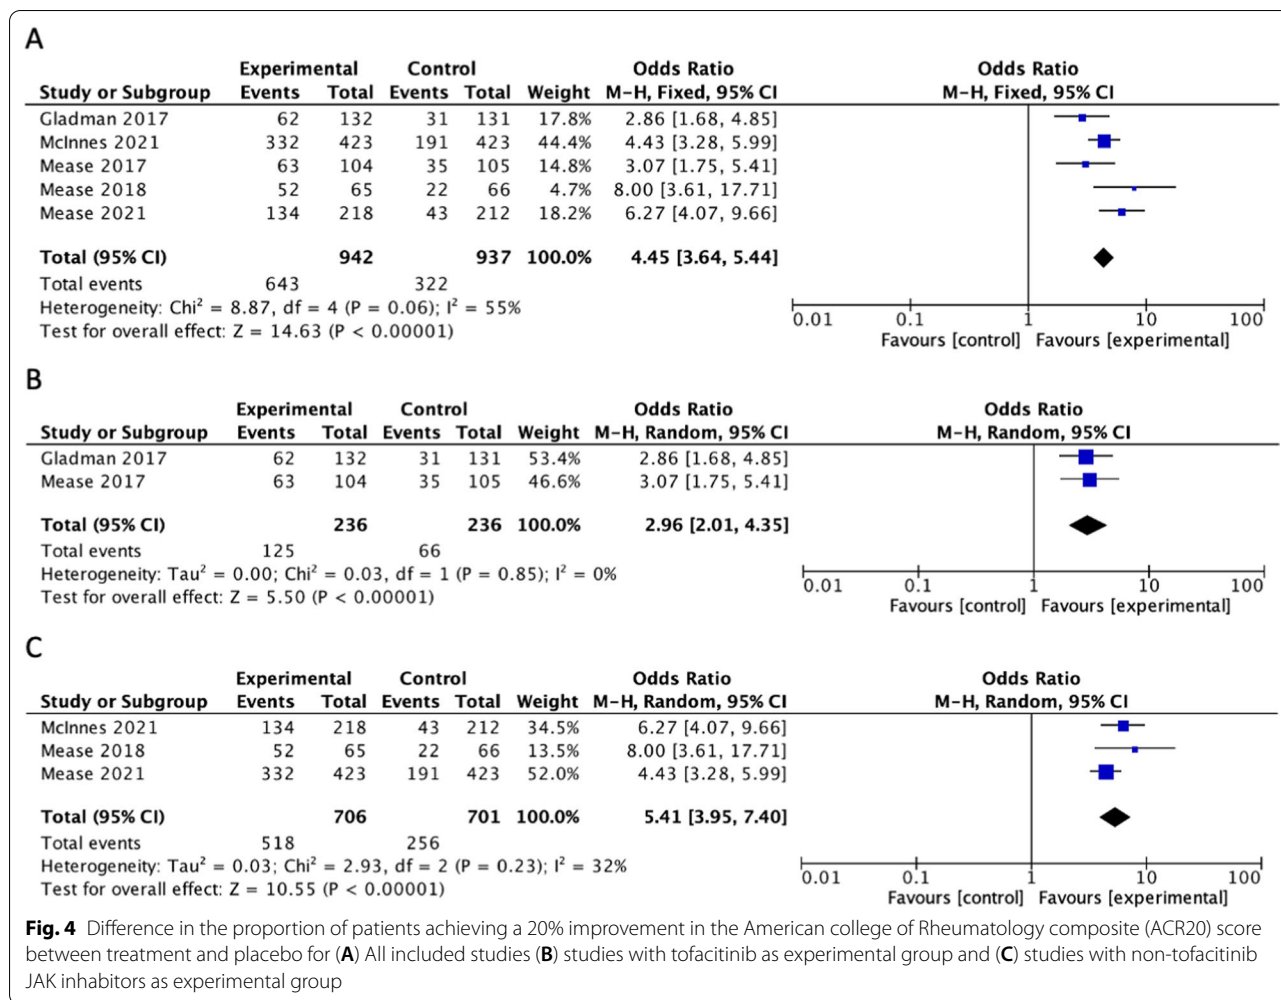 A
Experimental Control Odds Ratio Odds Ratio
Study or Subgroup Events Total Events Total Weight M-H, Fixed, 95% CI M-H, Fixed, 95% CI
Gladman 2017 62 132 31 131 17.8% 2.86 [1.68, 4.85]
McInnes 2021 332 423 191 423 44.4% 4.43 [3.28, 5.99]
Mease 2017 63 104 35 105 14.8% 3.07 [1.75, 5.41]
Mease 2018 52 65 22 66 4.7% 8.00 [3.61, 17.71]
Mease 2021 134 218 43 212 18.2% 6.27 [4.07, 9.66]
Total (95% CI) 942 937 100.0% 4.45 [3.64, 5.44]
Total events 643 322
Heterogeneity: Chi² = 8.87, df = 4 (P = 0.06); I² = 55%
Test for overall effect: Z = 14.63 (P < 0.00001)
0.01 0.1 1 10 100
Favours [control] Favours [experimental]
B
Experimental Control Odds Ratio Odds Ratio
Study or Subgroup Events Total Events Total Weight M-H, Random, 95% CI M-H, Random, 95% CI
Gladman 2017 62 132 31 131 53.4% 2.86 [1.68, 4.85]
Mease 2017 63 104 35 105 46.6% 3.07 [1.75, 5.41]
Total (95% CI) 236 236 100.0% 2.96 [2.01, 4.35]
Total events 125 66
Heterogeneity: Tau² = 0.00; Chi² = 0.03, df = 1 (P = 0.85); I² = 0%
Test for overall effect: Z = 5.50 (P < 0.00001)
0.01 0.1 1 10 100
Favours [control] Favours [experimental]
C
Experimental Control Odds Ratio Odds Ratio
Study or Subgroup Events Total Events Total Weight M-H, Random, 95% CI M-H, Random, 95% CI
McInnes 2021 134 218 43 212 34.5% 6.27 [4.07, 9.66]
Mease 2018 52 65 22 66 13.5% 8.00 [3.61, 17.71]
Mease 2021 332 423 191 423 52.0% 4.43 [3.28, 5.99]
Total (95% CI) 706 701 100.0% 5.41 [3.95, 7.40]
Total events 518 256
Heterogeneity: Tau² = 0.03; Chi² = 2.93, df = 2 (P = 0.23); I² = 32%
Test for overall effect: Z = 10.55 (P < 0.00001)
0.01 0.1 1 10 100
Favours [control] Favours [experimental]
Fig. 4 Difference in the proportion of patients achieving a 20% improvement in the American college of Rheumatology composite (ACR20) score
between treatment and placebo for (A) All included studies (B) studies with tofacitinib as experimental group and (C) studies with non-tofacitinib
JAK inhabitors as experimental group